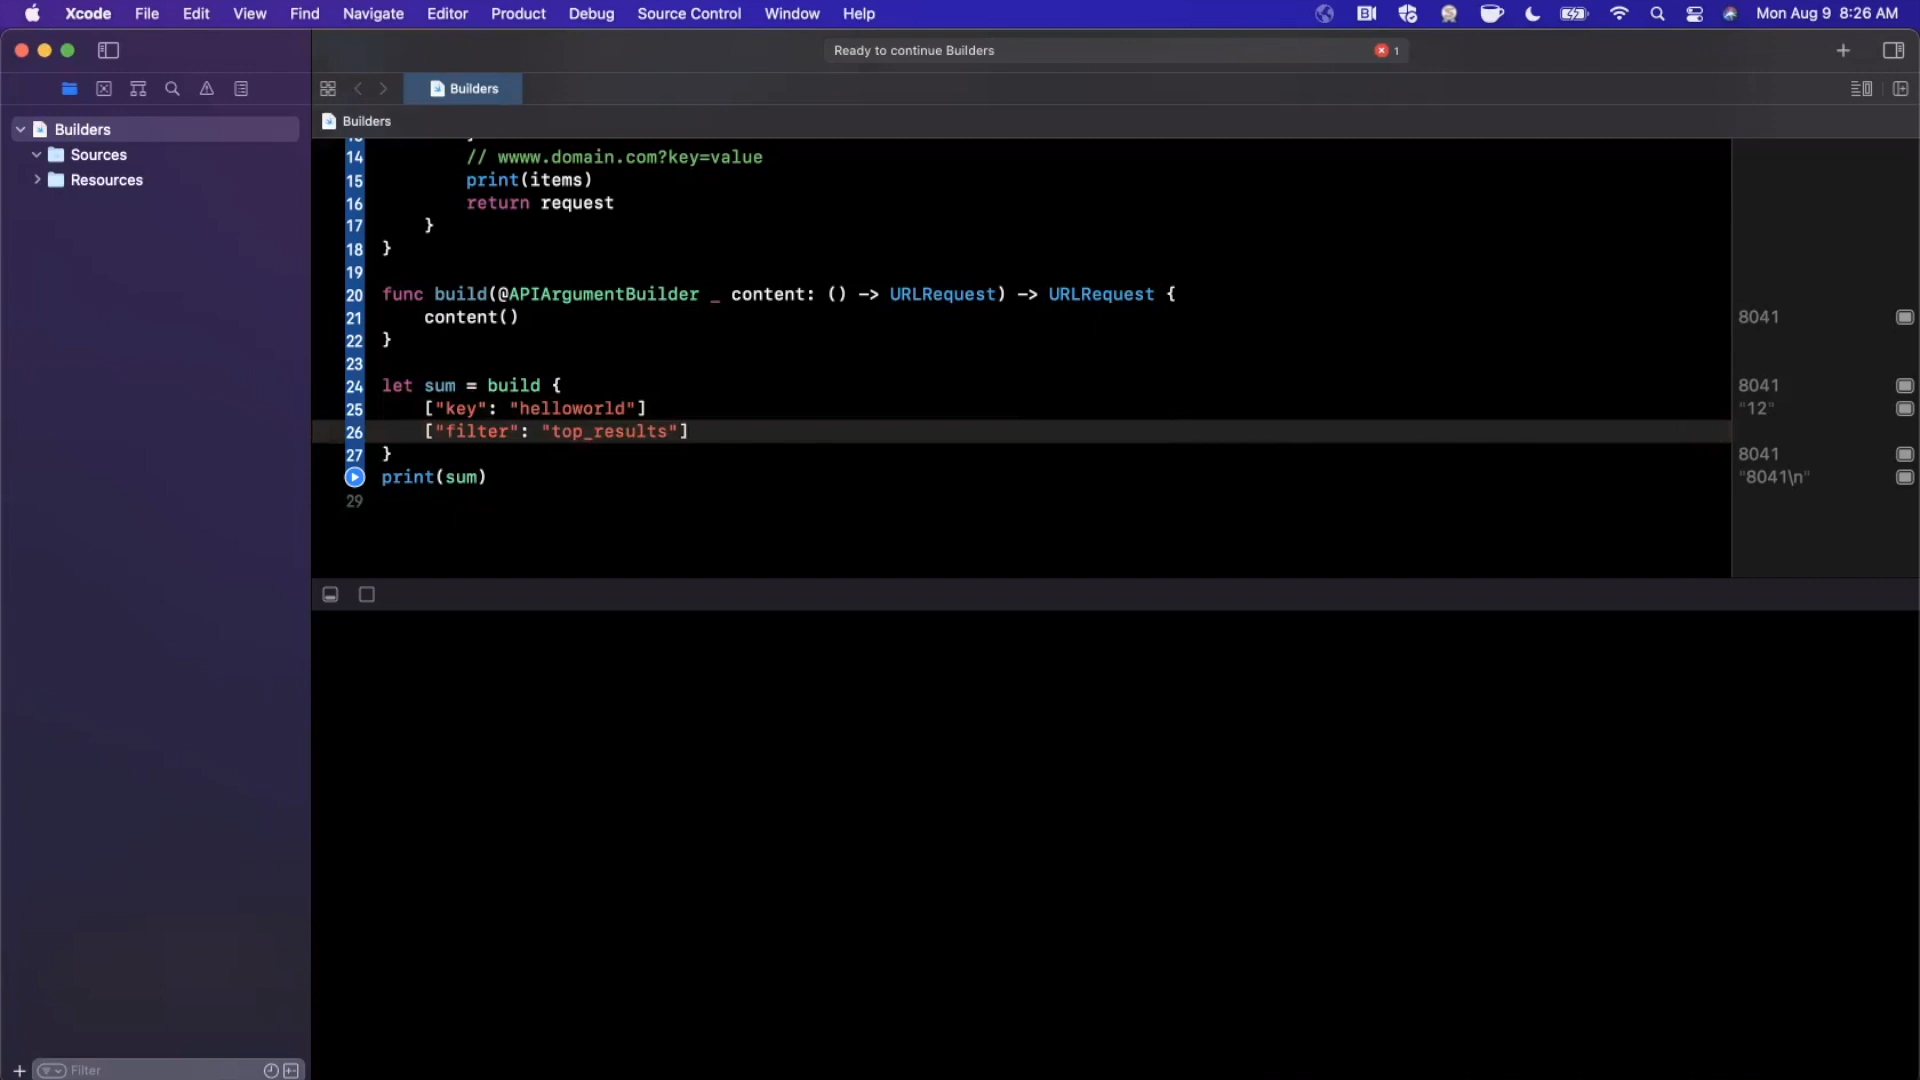 Xcode File Edit View Find Navigate Editor Product Debug Source Control Window Help Mon Aug 9 8:26 AM
Ready to continue Builders 1
Builders
Builders
Builders
Sources
Resources
14 // wwww.domain.com?key=value
15 print(items)
16 return request
17 }
18 }
19
20 func build(@APIArgumentBuilder _ content: () -> URLRequest) -> URLRequest {
21 content() 8041
22 }
23
24 let sum = build { 8041
25 ["key": "helloworld"] "12"
26 ["filter": "top_results"]
27 } 8041
print(sum) "8041\n"
29
Filter